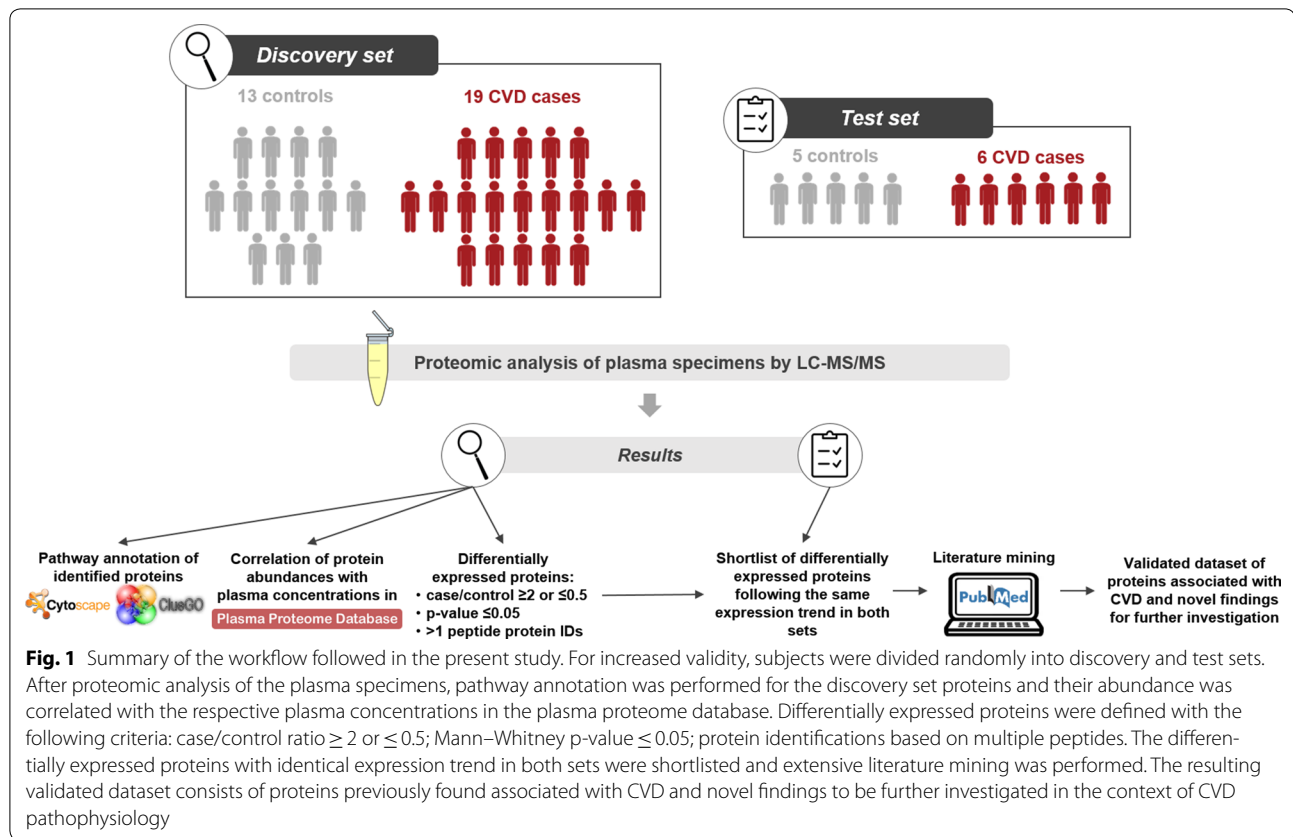 Discovery set
13 controls
19 CVD cases
Test set
5 controls
6 CVD cases
Proteomic analysis of plasma specimens by LC-MS/MS
Results
Pathway annotation of
identified proteins
Cytoscape
ClueGO
Correlation of protein
abundances with
plasma concentrations in
Plasma Proteome Database
Differentially
expressed proteins:
• case/control ≥2 or ≤0.5
• p-value ≤0.05
• >1 peptide protein IDs
Shortlist of differentially
expressed proteins
following the same
expression trend in both
sets
Literature mining
PubMed
Validated dataset of
proteins associated with
CVD and novel findings
for further investigation
Fig. 1 Summary of the workflow followed in the present study. For increased validity, subjects were divided randomly into discovery and test sets.
After proteomic analysis of the plasma specimens, pathway annotation was performed for the discovery set proteins and their abundance was
correlated with the respective plasma concentrations in the plasma proteome database. Differentially expressed proteins were defined with the
following criteria: case/control ratio ≥ 2 or ≤ 0.5; Mann–Whitney p-value ≤ 0.05; protein identifications based on multiple peptides. The differen-
tially expressed proteins with identical expression trend in both sets were shortlisted and extensive literature mining was performed. The resulting
validated dataset consists of proteins previously found associated with CVD and novel findings to be further investigated in the context of CVD
pathophysiology